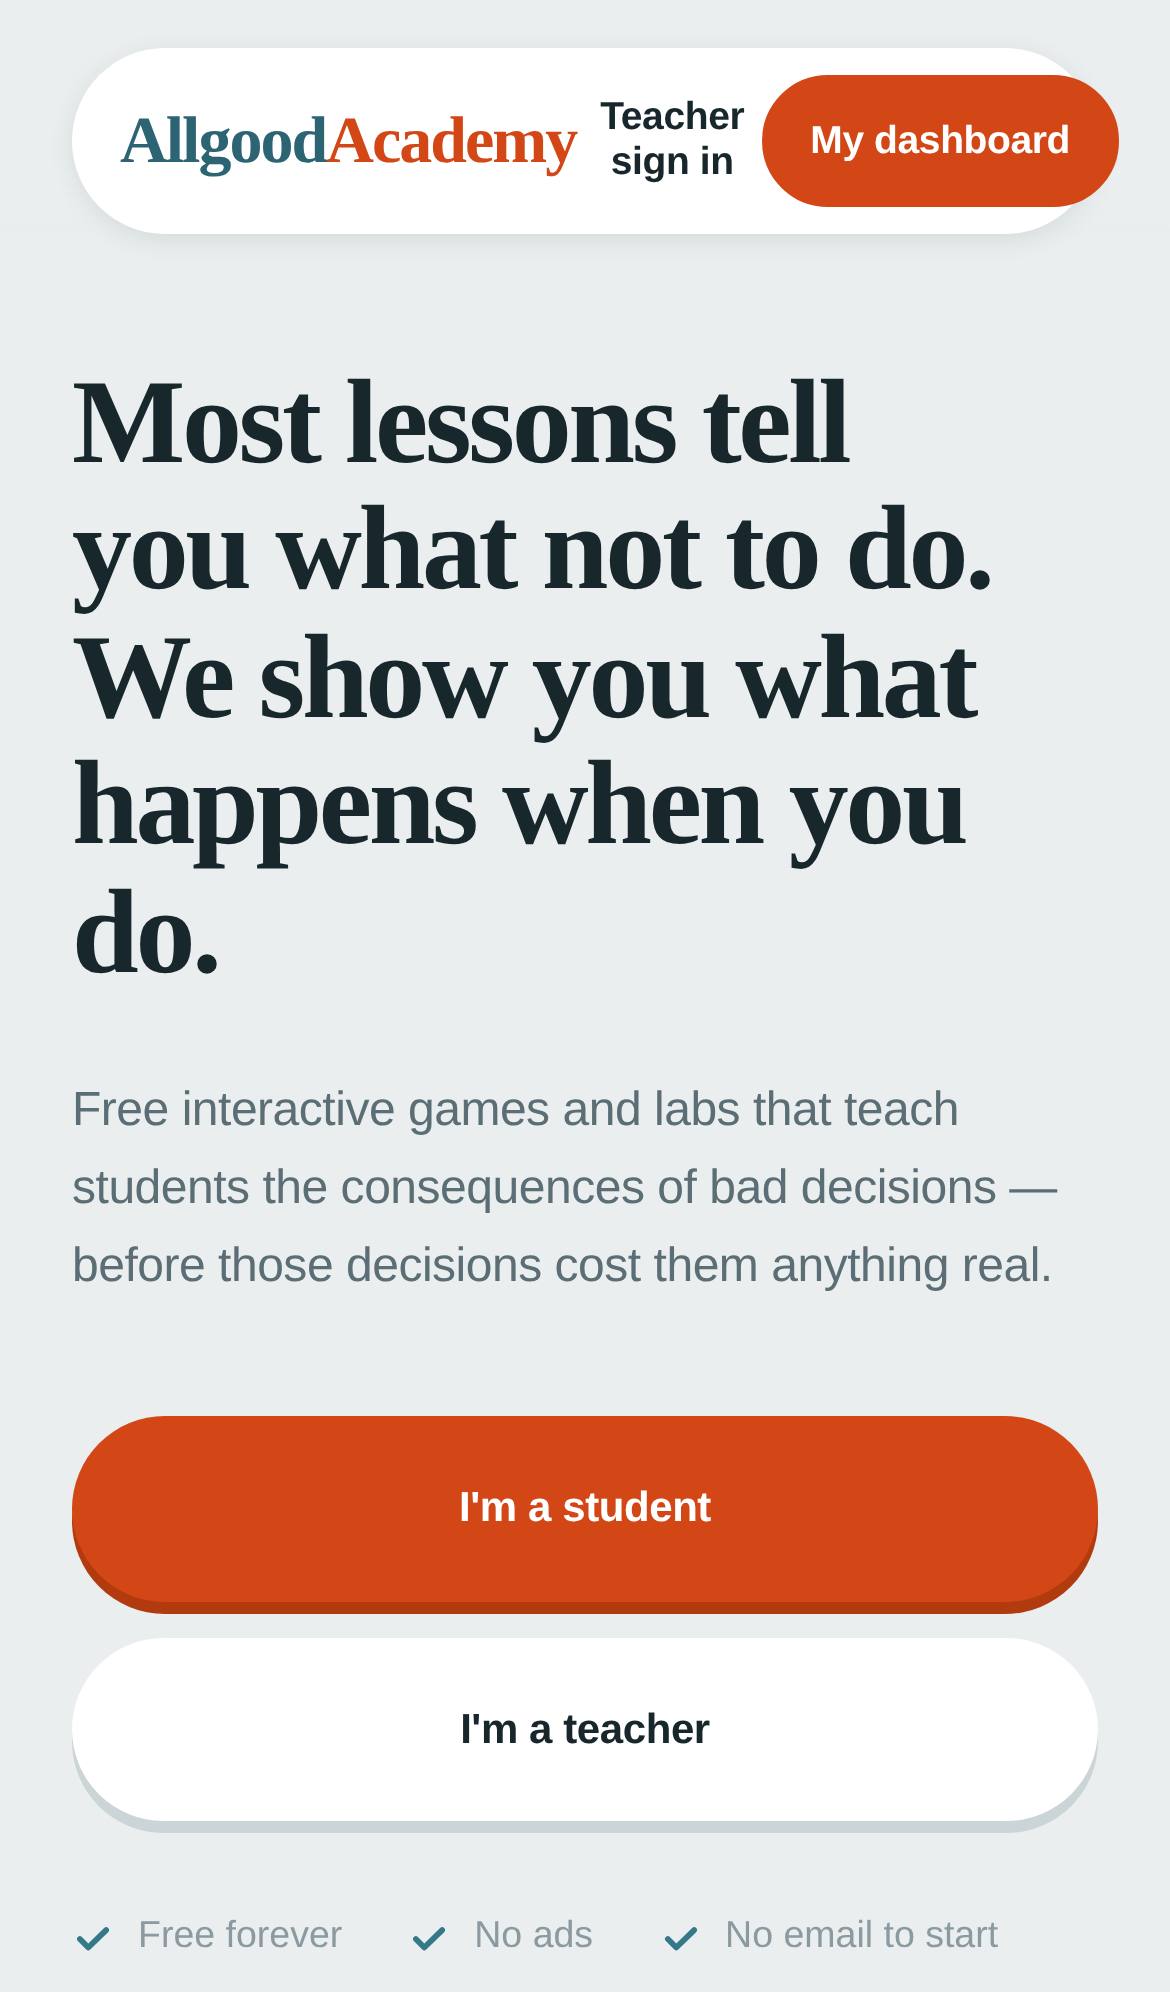 AllgoodAcademy
Teacher
sign in
My dashboard
Most lessons tell
you what not to do.
We show you what
happens when you
do.
Free interactive games and labs that teach
students the consequences of bad decisions —
before those decisions cost them anything real.
I'm a student
I'm a teacher
Free forever
No ads
No email to start